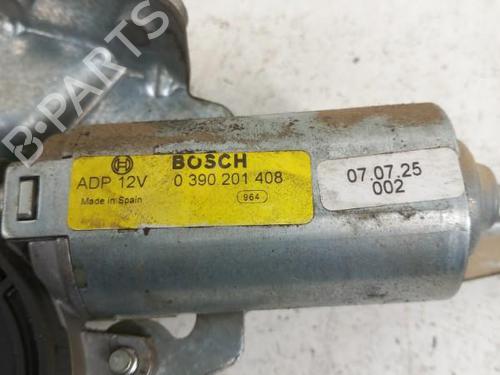 B-PARTS
BOSCH
ADP 12V 0 390 201 408
Made in Spain 964
07.07.25
002